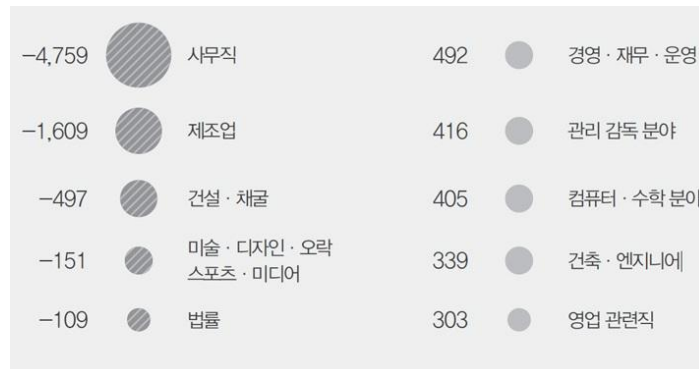 -4,759 사무직
-1,609 제조업
-497 건설 · 채굴
-151 미술 · 디자인 · 오락
스포츠 · 미디어
-109 법률
492 경영 · 재무 · 운영
416 관리 감독 분야
405 컴퓨터 · 수학 분야
339 건축 · 엔지니어
303 영업 관련직